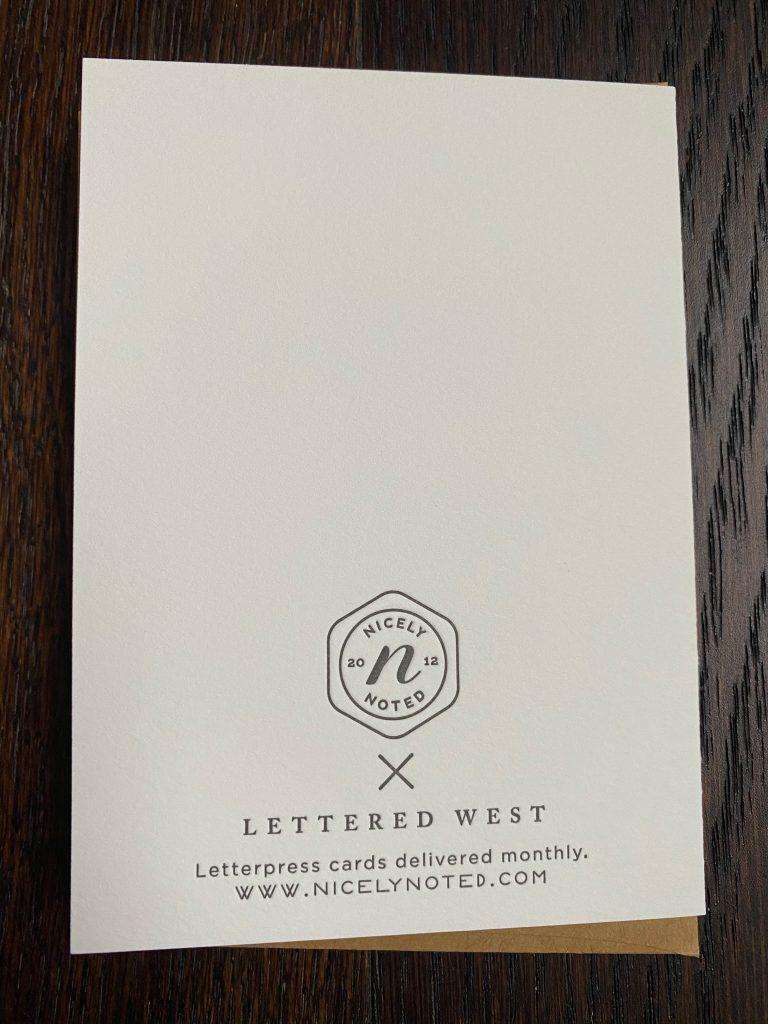 NICELY
20 n 12
NOTED
X
LETTERED WEST
Letterpress cards delivered monthly.
WWW.NICELYNOTED.COM